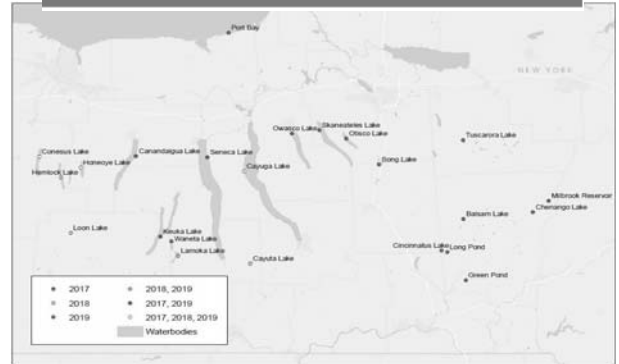 Port Bay
NEW YORK
Skaneateles Lake
Owasco Lake
Otisco Lake
Tuscarora Lake
Conesus Lake
Canandaigua Lake
Seneca Lake
Honeoye Lake
Song Lake
Cayuga Lake
Hemlock Lake
Millbrook Reservoir
Chenango Lake
Balsam Lake
Loon Lake
Keuka Lake
Waneta Lake
Lamoka Lake
Cincinnatus Lake
Long Pond
Cayuta Lake
Green Pond
2017
2018, 2019
2018
2017, 2019
2019
2017, 2018, 2019
Waterbodies